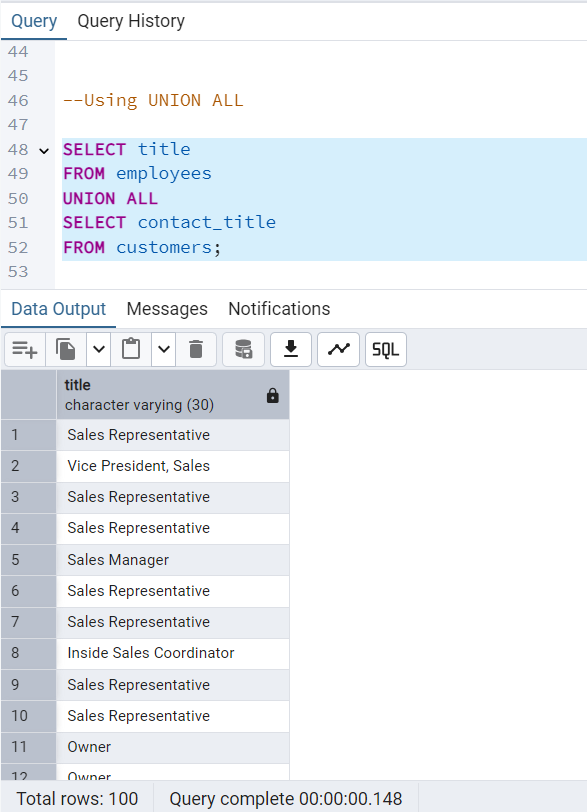 Query Query History
44
45
46 --Using UNION ALL
47
48 SELECT title
49 FROM employees
50 UNION ALL
51 SELECT contact_title
52 FROM customers;
53
Data Output Messages Notifications
SQL
title
character varying (30)
1 Sales Representative
2 Vice President, Sales
3 Sales Representative
4 Sales Representative
5 Sales Manager
6 Sales Representative
7 Sales Representative
8 Inside Sales Coordinator
9 Sales Representative
10 Sales Representative
11 Owner
12 Owner
Total rows: 100 Query complete 00:00:00.148